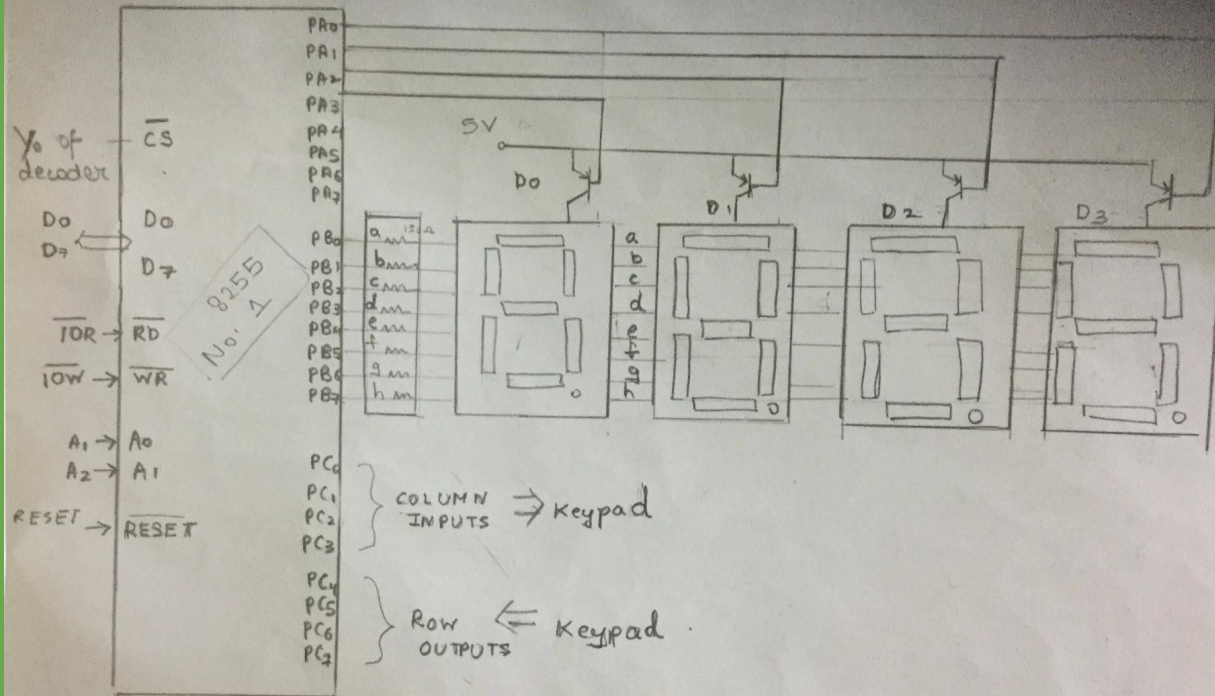 PA0
PA1
PA2
PA3
PA4
PA5
PA6
PA7
5V
Y0 of decoder
CS
D0
D1
D2
D3
D0
D7
D0
D7
8255
No: 1
PB0
PB1
PB2
PB3
PB4
PB5
PB6
PB7
a 150Ω
b
c
d
e
f
g
h
a
b
c
d
e
f
g
h
IOR → RD
IOW → WR
A1 → A0
A2 → A1
RESET → RESET
PC0
PC1
PC2
PC3
COLUMN INPUTS ⇒ Keypad
PC4
PC5
PC6
PC7
ROW OUTPUTS ⇐ Keypad